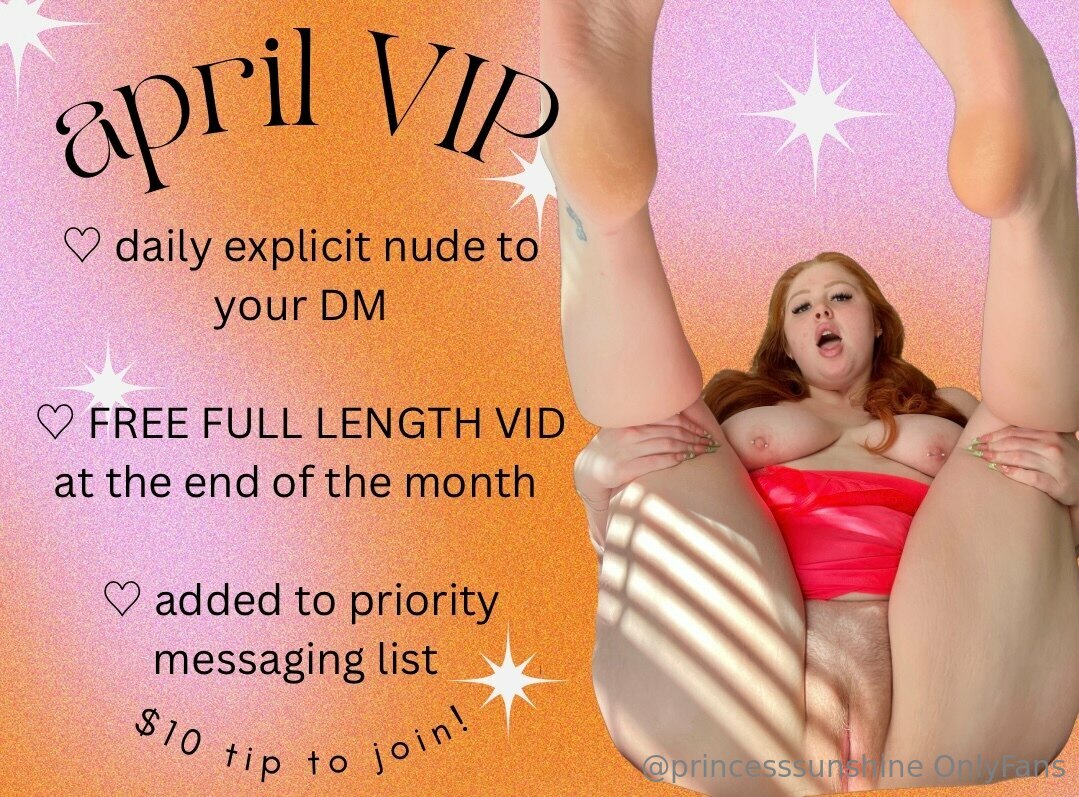 april VIP
♡ daily explicit nude to
your DM
♡ FREE FULL LENGTH VID
at the end of the month
♡ added to priority
messaging list
$10 tip to join!
@princesssunshine OnlyFans